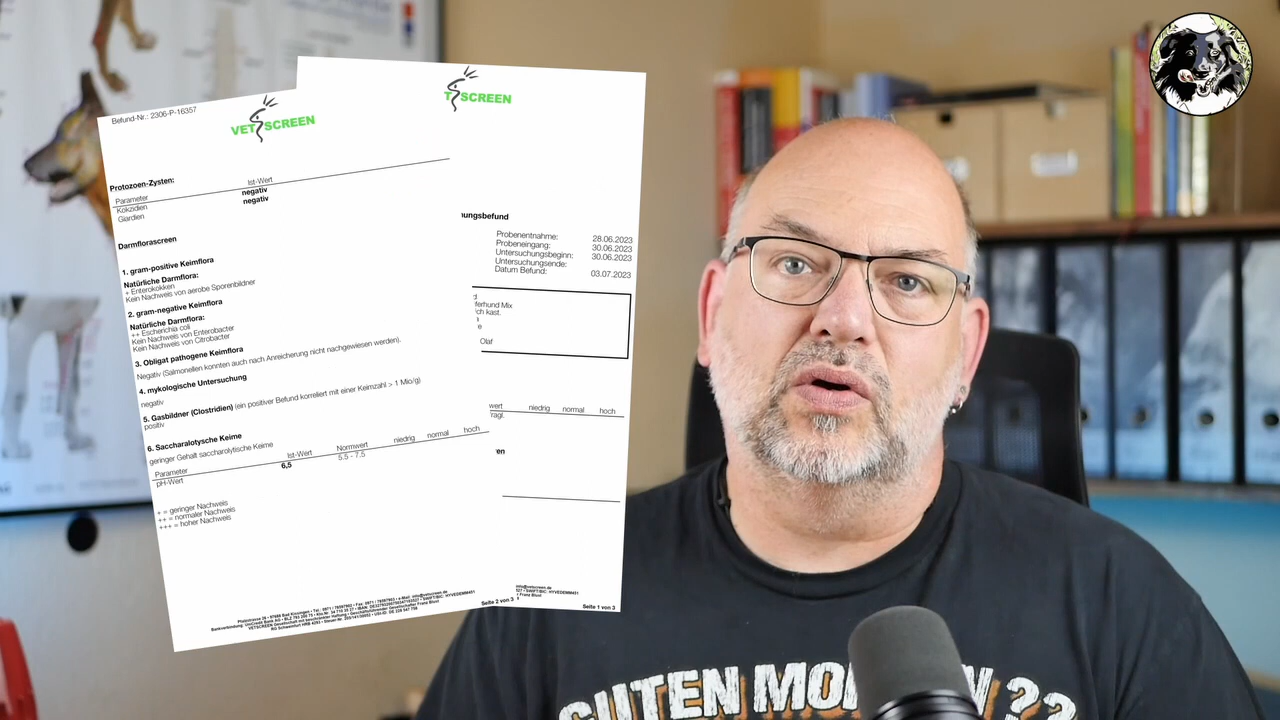 Befund-Nr.: 2306-P-16357
VETSCREEN
Protozoen-Zysten:
Parameter Ist-Wert
Kokzidien negativ
Giardien negativ
Darmflorascreen
1. gram-positive Keimflora
Natürliche Darmflora:
+ Enterokokken
Kein Nachweis von aerobe Sporenbildner
2. gram-negative Keimflora
Natürliche Darmflora:
++ Escherichia coli
Kein Nachweis von Enterobacter
Kein Nachweis von Citrobacter
3. Obligat pathogene Keimflora
Negativ (Salmonellen konnten auch nach Anreicherung nicht nachgewiesen werden).
4. mykologische Untersuchung
negativ
5. Gasbildner (Clostridien) (ein positiver Befund korreliert mit einer Keimzahl > 1 Mio/g)
positiv
6. Saccharalotysche Keime
geringer Gehalt saccharolytische Keime
Parameter Ist-Wert Normwert niedrig normal hoch
pH-Wert 6,5 5.5 - 7.5
+ = geringer Nachweis
++ = normaler Nachweis
+++ = hoher Nachweis
Seite 2 von 3
TSCREEN
ungsbefund
Probenentnahme: 28.06.2023
Probeneingang: 30.06.2023
Untersuchungsbeginn: 30.06.2023
Untersuchungsende:
Datum Befund: 03.07.2023
ferhund Mix
ch kast.
Olaf
wert niedrig normal hoch
info@vetscreen.de
Seite 1 von 3
GUTEN MO N ??